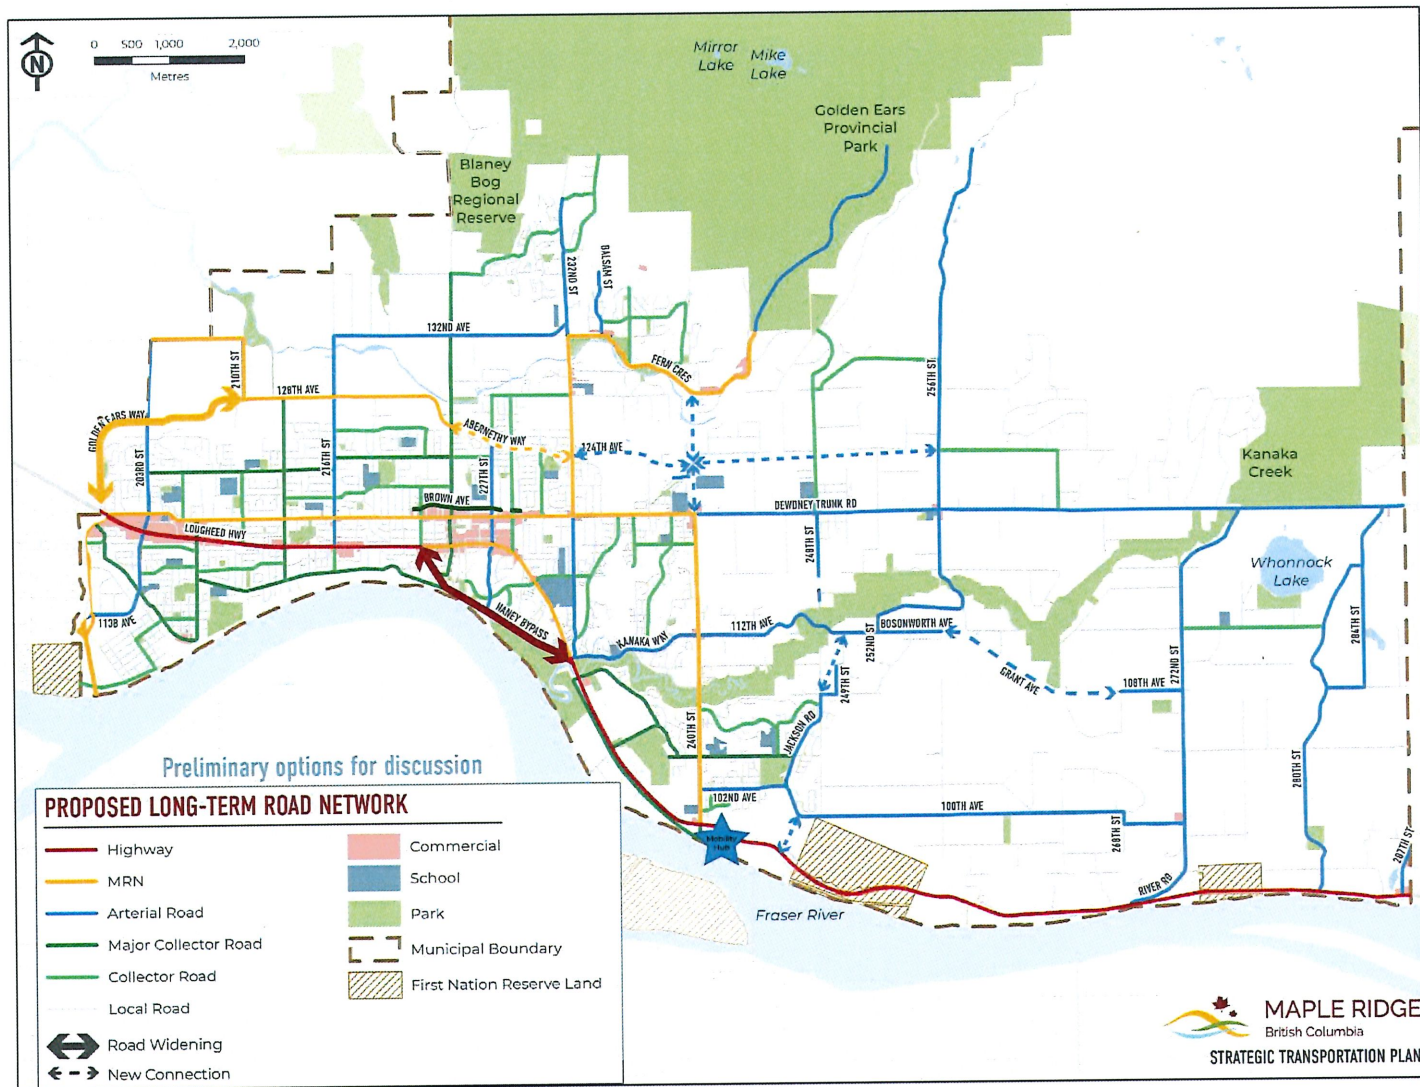 N
0 500 1,000 2,000
Metres
Mirror
Lake
Mike
Lake
Golden Ears
Provincial
Park
Blaney
Bog
Regional
Reserve
232ND ST
BALSAM ST
132ND AVE
210TH ST
128TH AVE
FERN CRES
256TH ST
GOLDEN EARS WAY
203RD ST
216TH ST
ABERNETHY WAY
227TH ST
124TH AVE
Kanaka
Creek
BROWN AVE
DEWDNEY TRUNK RD
LOUGHEED HWY
248TH ST
Whonnock
Lake
113B AVE
HANEY BYPASS
KANAKA WAY
112TH AVE
252ND ST
BOSONWORTH AVE
284TH ST
272ND ST
GRANT AVE
249TH ST
108TH AVE
240TH ST
JACKSON RD
280TH ST
102ND AVE
100TH AVE
268TH ST
287TH ST
Mobility
Hub
RIVER RD
Fraser River
Preliminary options for discussion
PROPOSED LONG-TERM ROAD NETWORK
Highway
MRN
Arterial Road
Major Collector Road
Collector Road
Local Road
Road Widening
New Connection
Commercial
School
Park
Municipal Boundary
First Nation Reserve Land
MAPLE RIDGE
British Columbia
STRATEGIC TRANSPORTATION PLAN